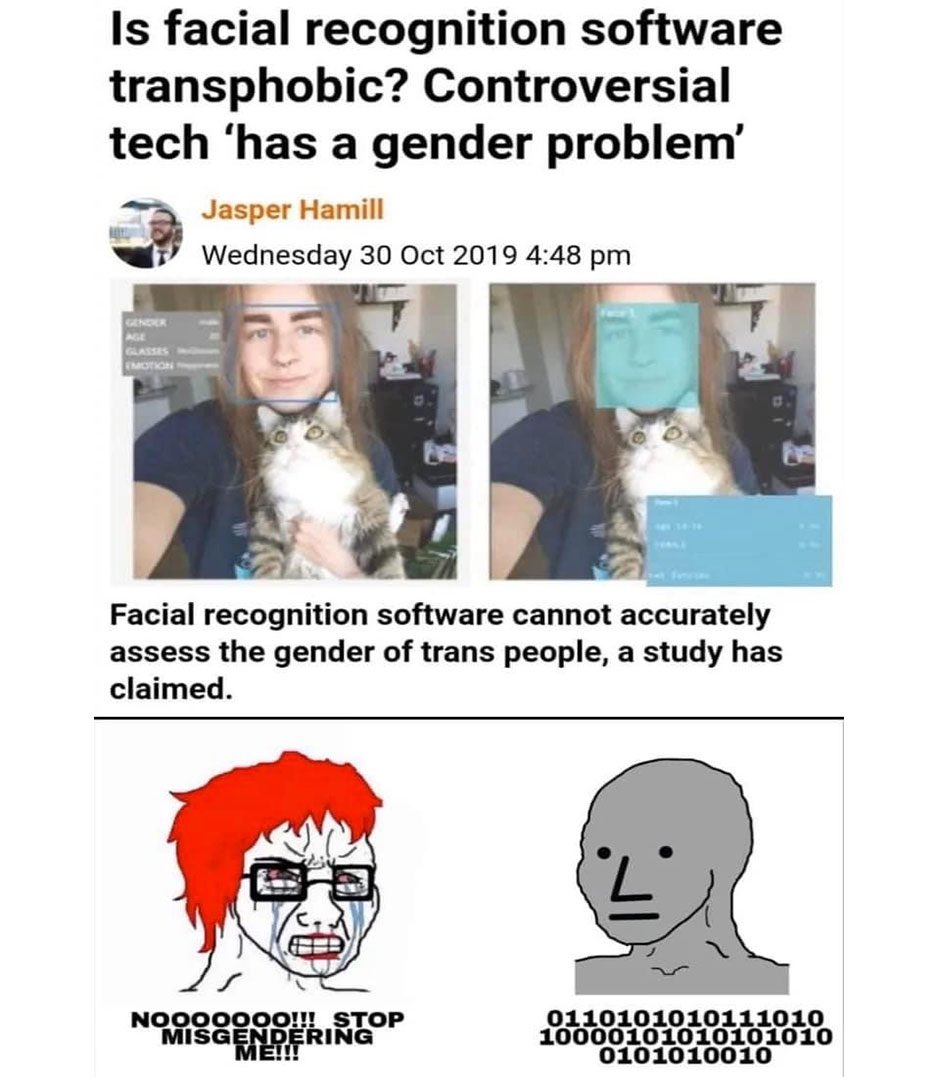 Is facial recognition software
transphobic? Controversial
tech ‘has a gender problem’
Jasper Hamill
Wednesday 30 Oct 2019 4:48 pm
GENDER
AGE
GLASSES
EMOTION
Facial recognition software cannot accurately
assess the gender of trans people, a study has
claimed.
NOOOOOOO!!! STOP
MISGENDERING
ME!!!
0110101010111010
10000101010101010
0101010010